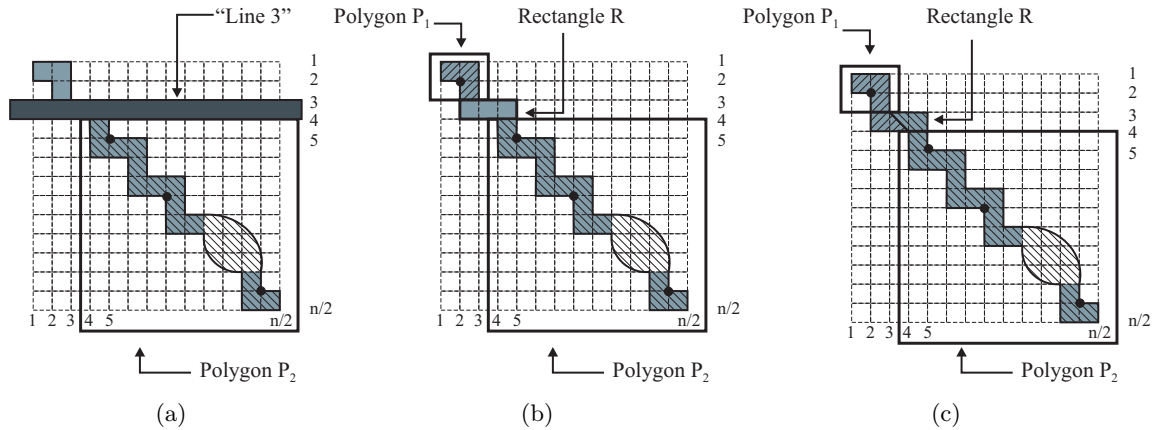 “Line 3”
1
2
3
4
5
n/2
1 2 3 4 5 n/2
Polygon P2
(a)
Polygon P1
Rectangle R
1
2
3
4
5
n/2
1 2 3 4 5 n/2
Polygon P2
(b)
Polygon P1
Rectangle R
1
2
3
4
5
n/2
1 2 3 4 5 n/2
Polygon P2
(c)